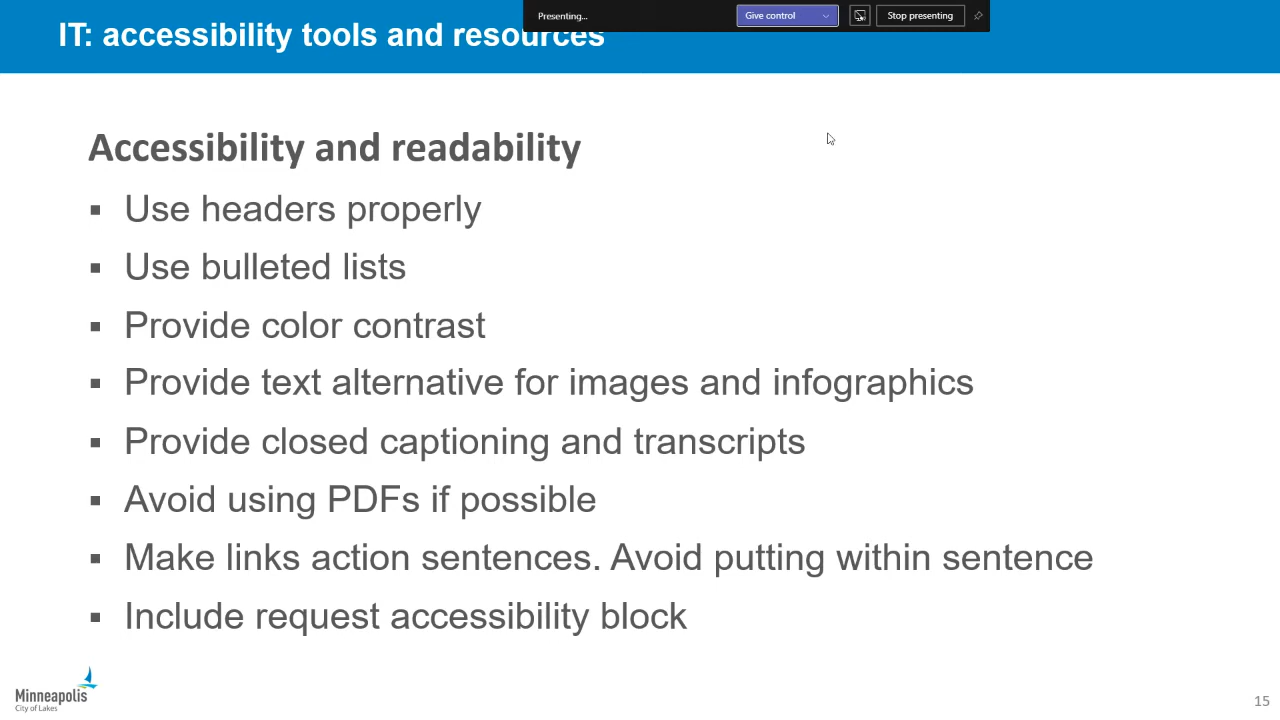 Presenting...
Give control
Stop presenting
IT: accessibility tools and resources
Accessibility and readability
▪ Use headers properly
▪ Use bulleted lists
▪ Provide color contrast
▪ Provide text alternative for images and infographics
▪ Provide closed captioning and transcripts
▪ Avoid using PDFs if possible
▪ Make links action sentences. Avoid putting within sentence
▪ Include request accessibility block
Minneapolis
City of Lakes
15